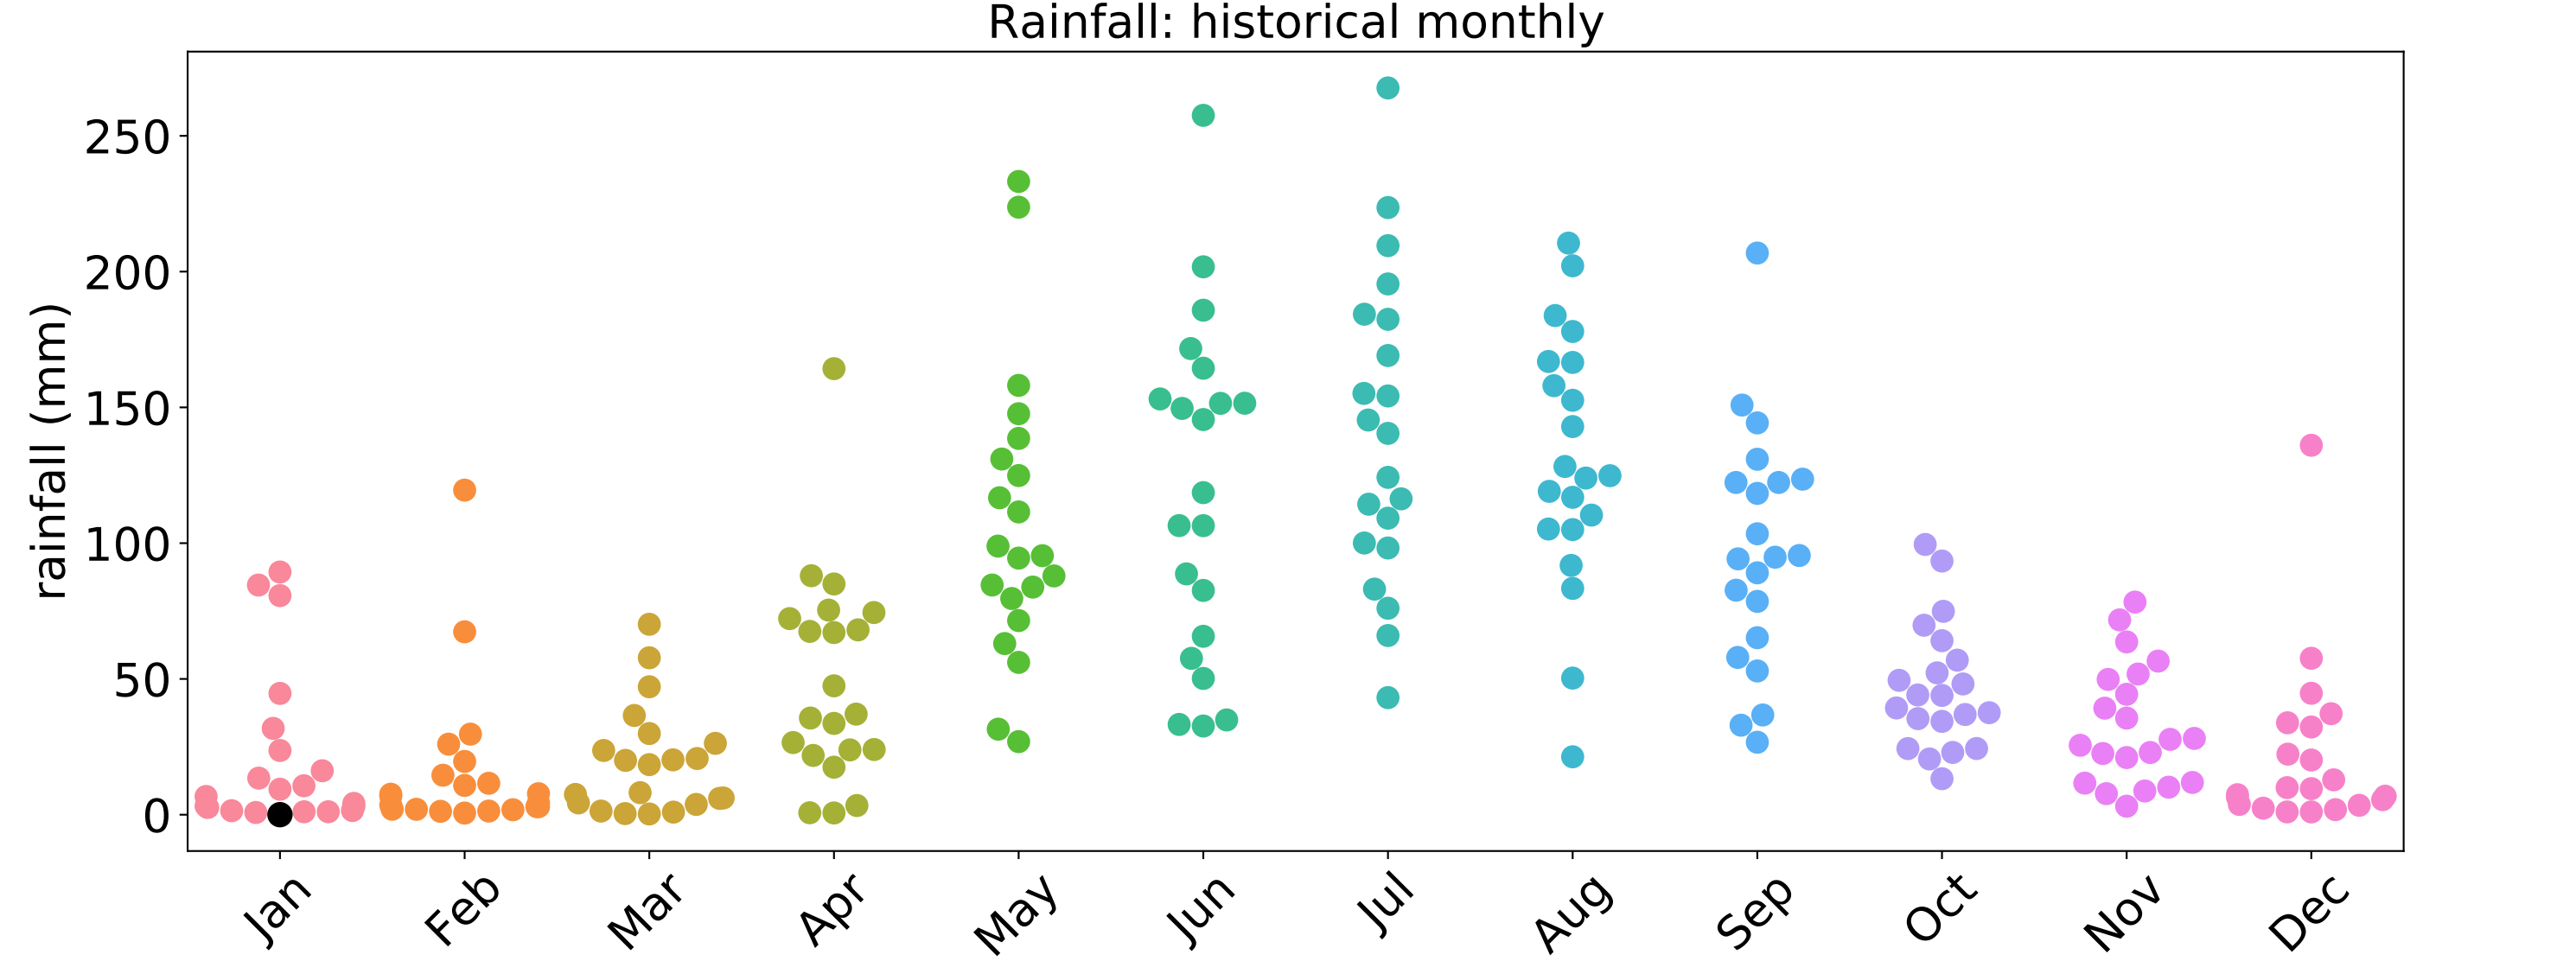 Rainfall: historical monthly
rainfall (mm)
250
200
150
100
50
0
Jan
Feb
Mar
Apr
May
Jun
Jul
Aug
Sep
Oct
Nov
Dec